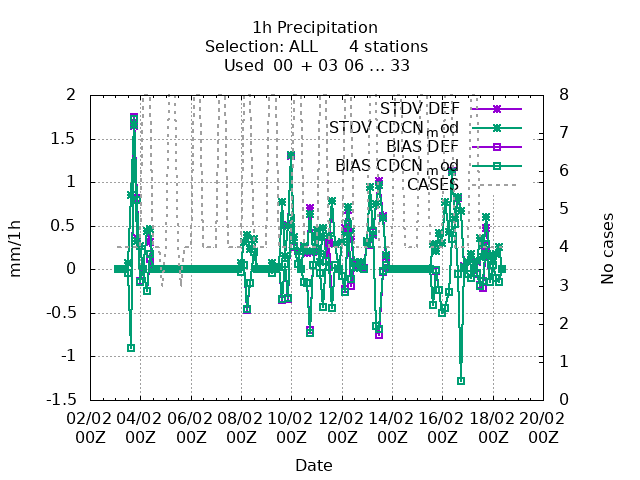 1h Precipitation
Selection: ALL 4 stations
Used 00 + 03 06 ... 33
STDV DEF
STDV CDCN_mod
BIAS DEF
BIAS CDCN_mod
CASES
2
1.5
1
0.5
0
-0.5
-1
-1.5
8
7
6
5
4
3
2
1
0
mm/1h
No cases
02/02 04/02 06/02 08/02 10/02 12/02 14/02 16/02 18/02 20/02
00Z 00Z 00Z 00Z 00Z 00Z 00Z 00Z 00Z 00Z
Date